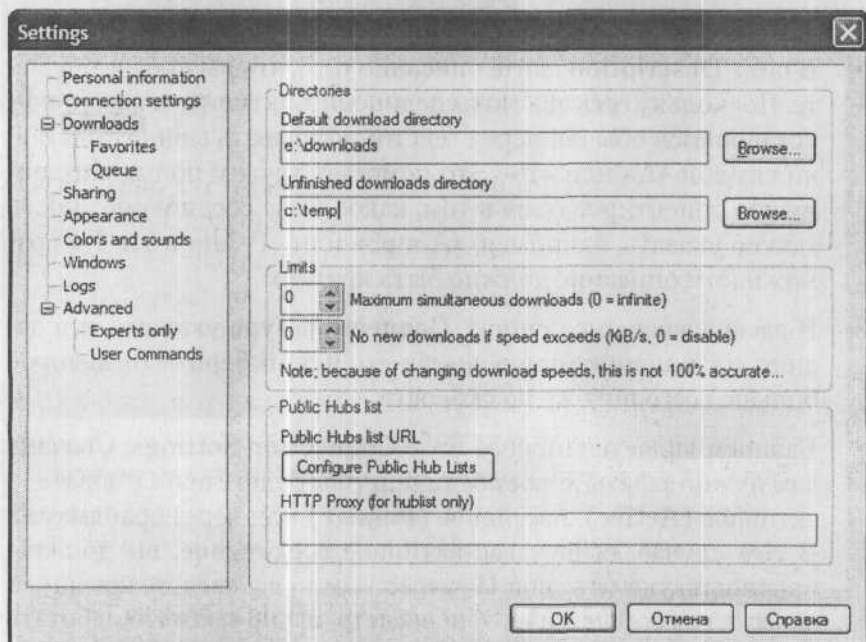 Settings
Personal information
Connection settings
Downloads
Favorites
Queue
Sharing
Appearance
Colors and sounds
Windows
Logs
Advanced
Experts only
User Commands
Directories
Default download directory
e:\downloads
Browse...
Unfinished downloads directory
c:\temp
Browse...
Limits
0 Maximum simultaneous downloads (0 = infinite)
0 No new downloads if speed exceeds (KiB/s, 0 = disable)
Note: because of changing download speeds, this is not 100% accurate...
Public Hubs list
Public Hubs list URL
Configure Public Hub Lists
HTTP Proxy (for hublist only)
OK
Отмена
Справка